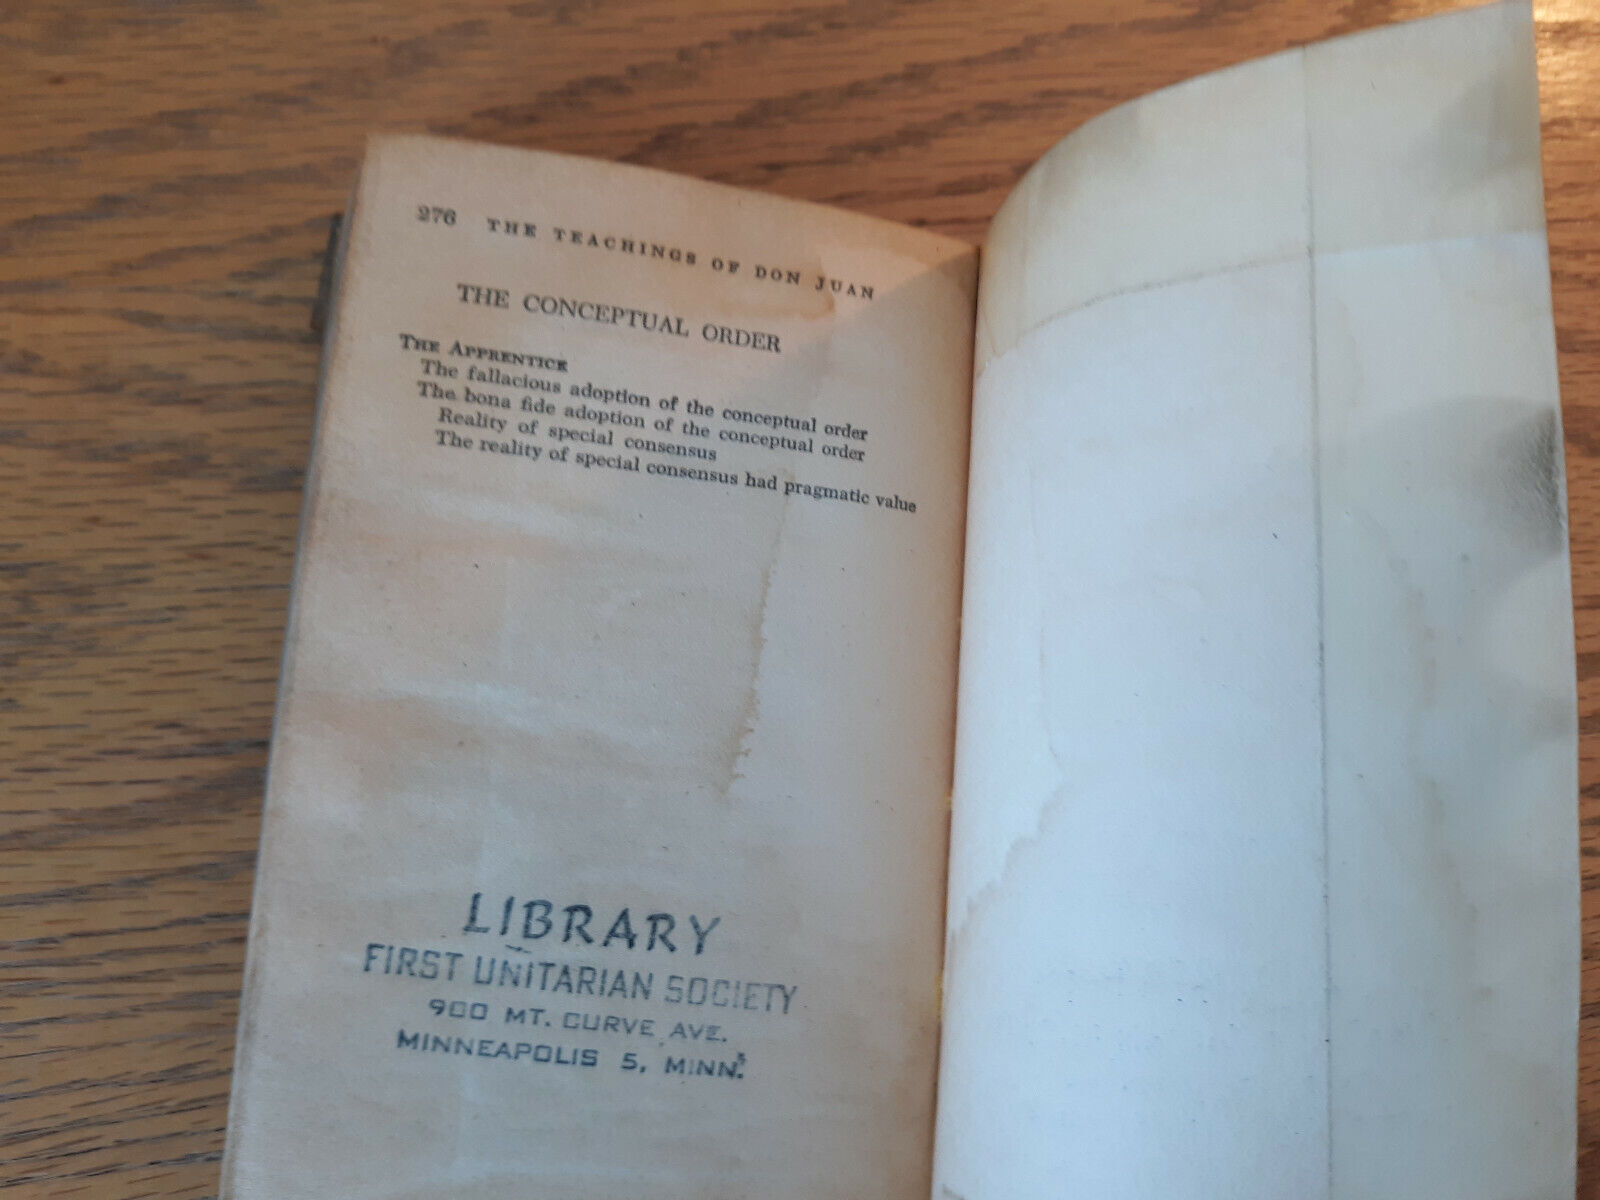 276 THE TEACHINGS OF DON JUAN
THE CONCEPTUAL ORDER
THE APPRENTICE
The fallacious adoption of the conceptual order
The bona fide adoption of the conceptual order
Reality of special consensus
The reality of special consensus had pragmatic value
LIBRARY
FIRST UNITARIAN SOCIETY
900 MT. CURVE AVE.
MINNEAPOLIS 5, MINN.